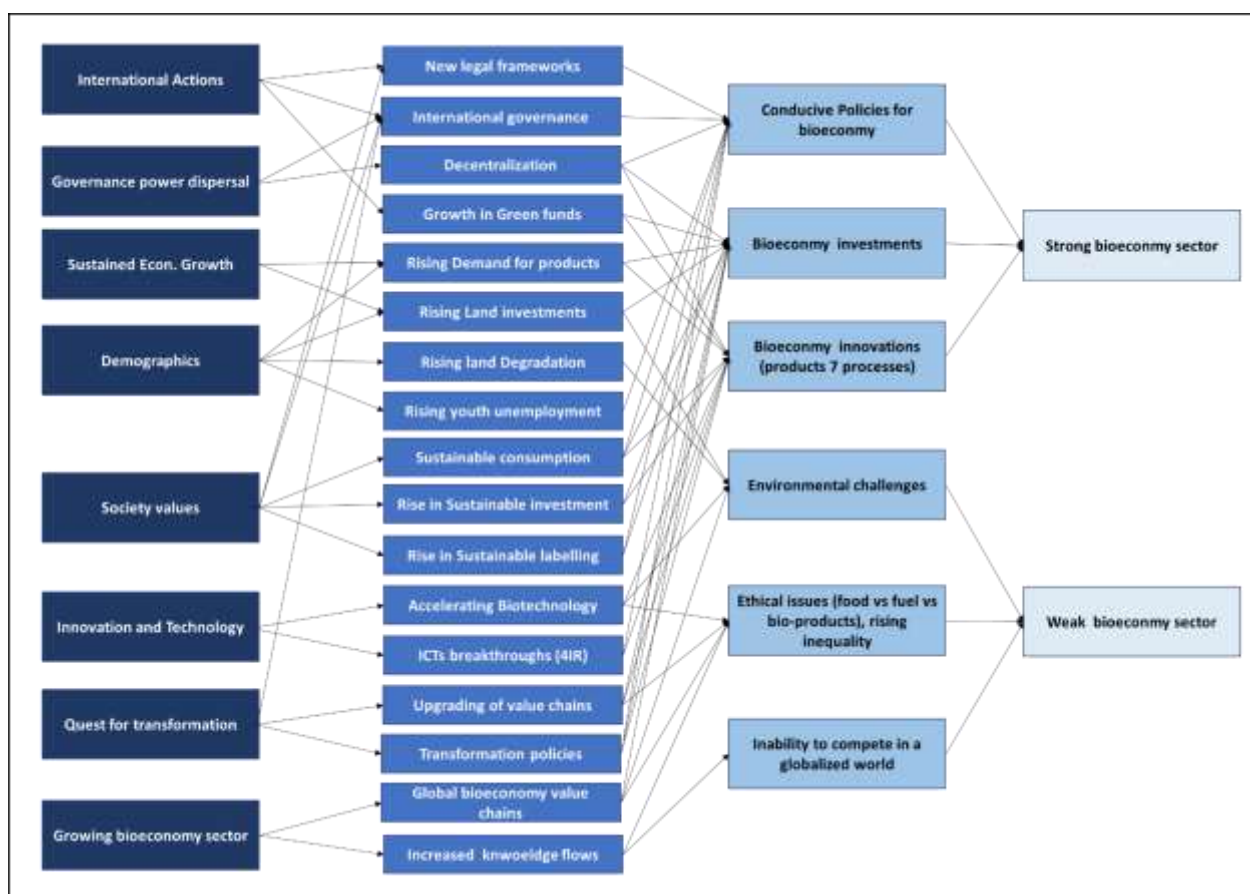 International Actions
Governance power dispersal
Sustained Econ. Growth
Demographics
Society values
Innovation and Technology
Quest for transformation
Growing bioeconomy sector
New legal frameworks
International governance
Decentralization
Growth in Green funds
Rising Demand for products
Rising Land investments
Rising land Degradation
Rising youth unemployment
Sustainable consumption
Rise in Sustainable investment
Rise in Sustainable labelling
Accelerating Biotechnology
ICTs breakthroughs (4IR)
Upgrading of value chains
Transformation policies
Global bioeconomy value
chains
Increased knwoeldge flows
Conducive Policies for
bioeconmy
Bioeconmy investments
Bioeconmy innovations
(products 7 processes)
Environmental challenges
Ethical issues (food vs fuel vs
bio-products), rising
inequality
Inability to compete in a
globalized world
Strong bioeconmy sector
Weak bioeconmy sector